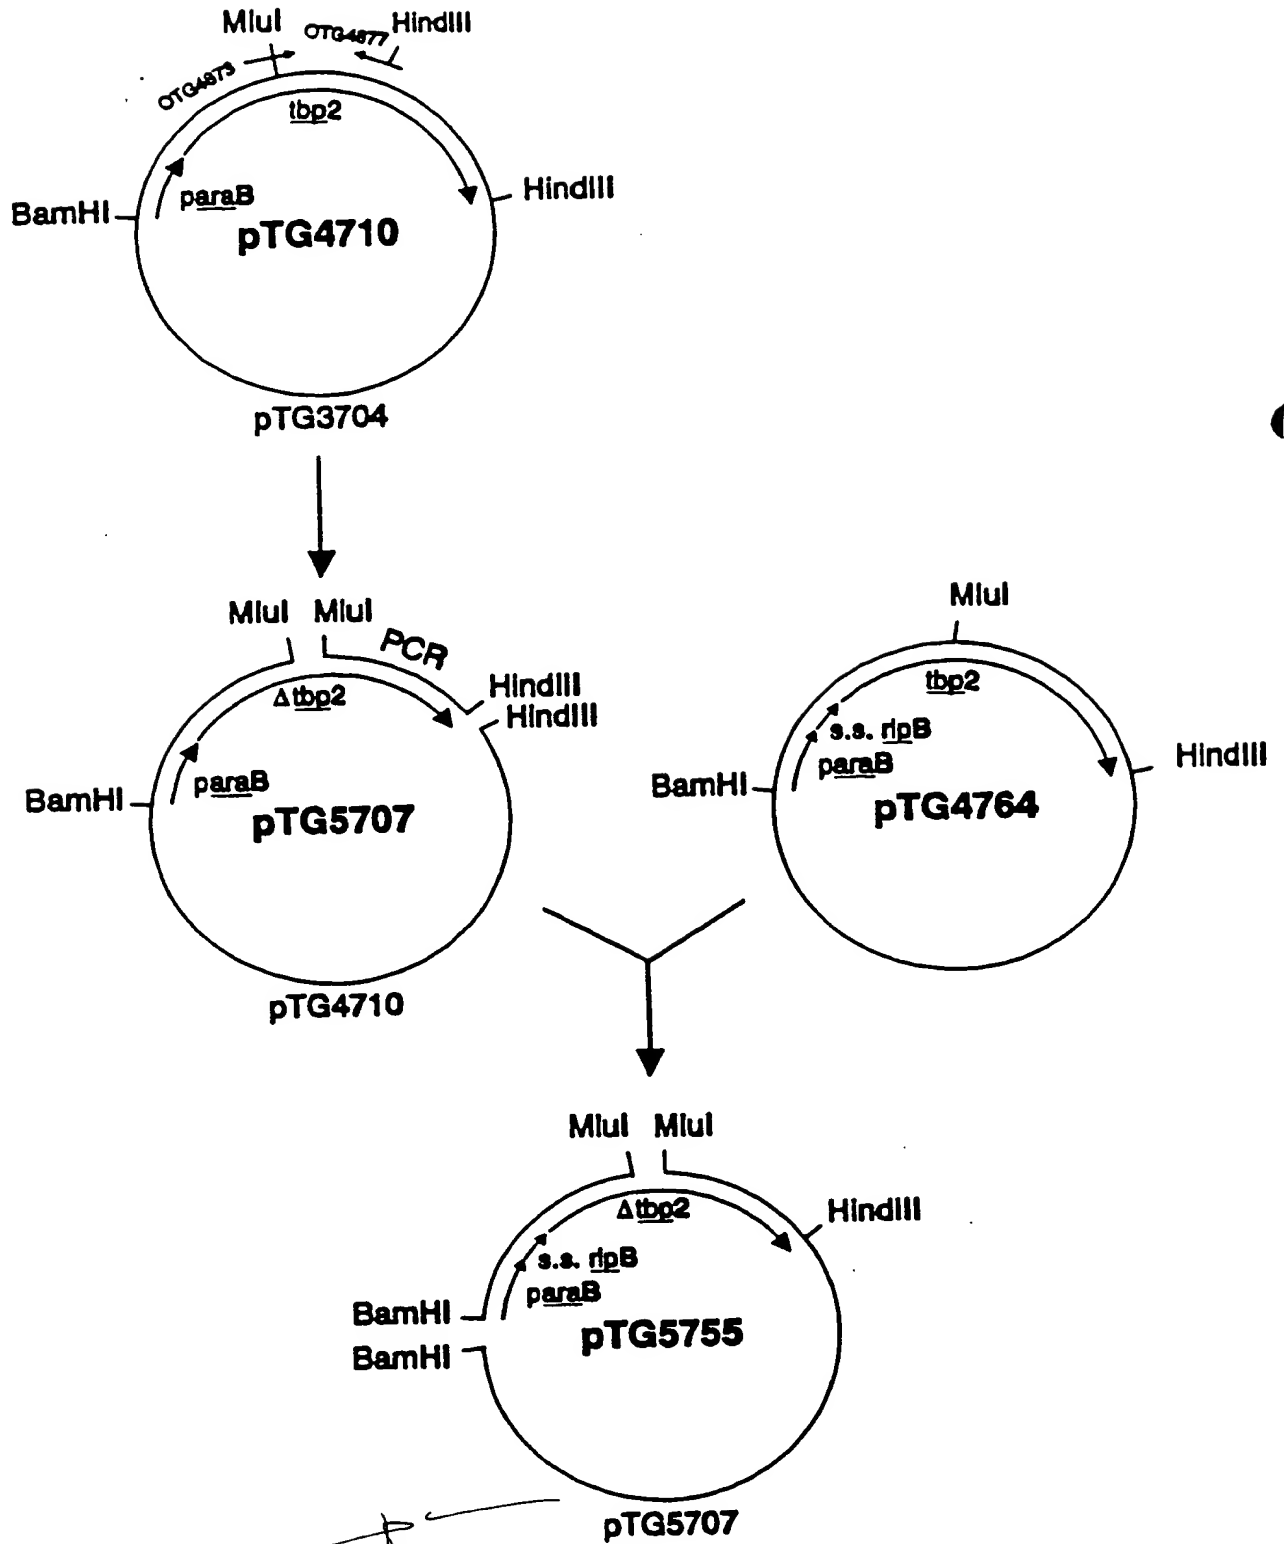 MluI
OTG4877
HindIII
OTG4873
tbp2
BamHI
paraB
HindIII
pTG4710
pTG3704
MluI MluI
PCR
HindIII
HindIII
Δtbp2
BamHI
paraB
pTG5707
pTG4710
MluI
tbp2
s.s. rlpB
paraB
BamHI
HindIII
pTG4764
MluI MluI
Δtbp2
HindIII
s.s. rlpB
paraB
BamHI
BamHI
pTG5755
pTG5707